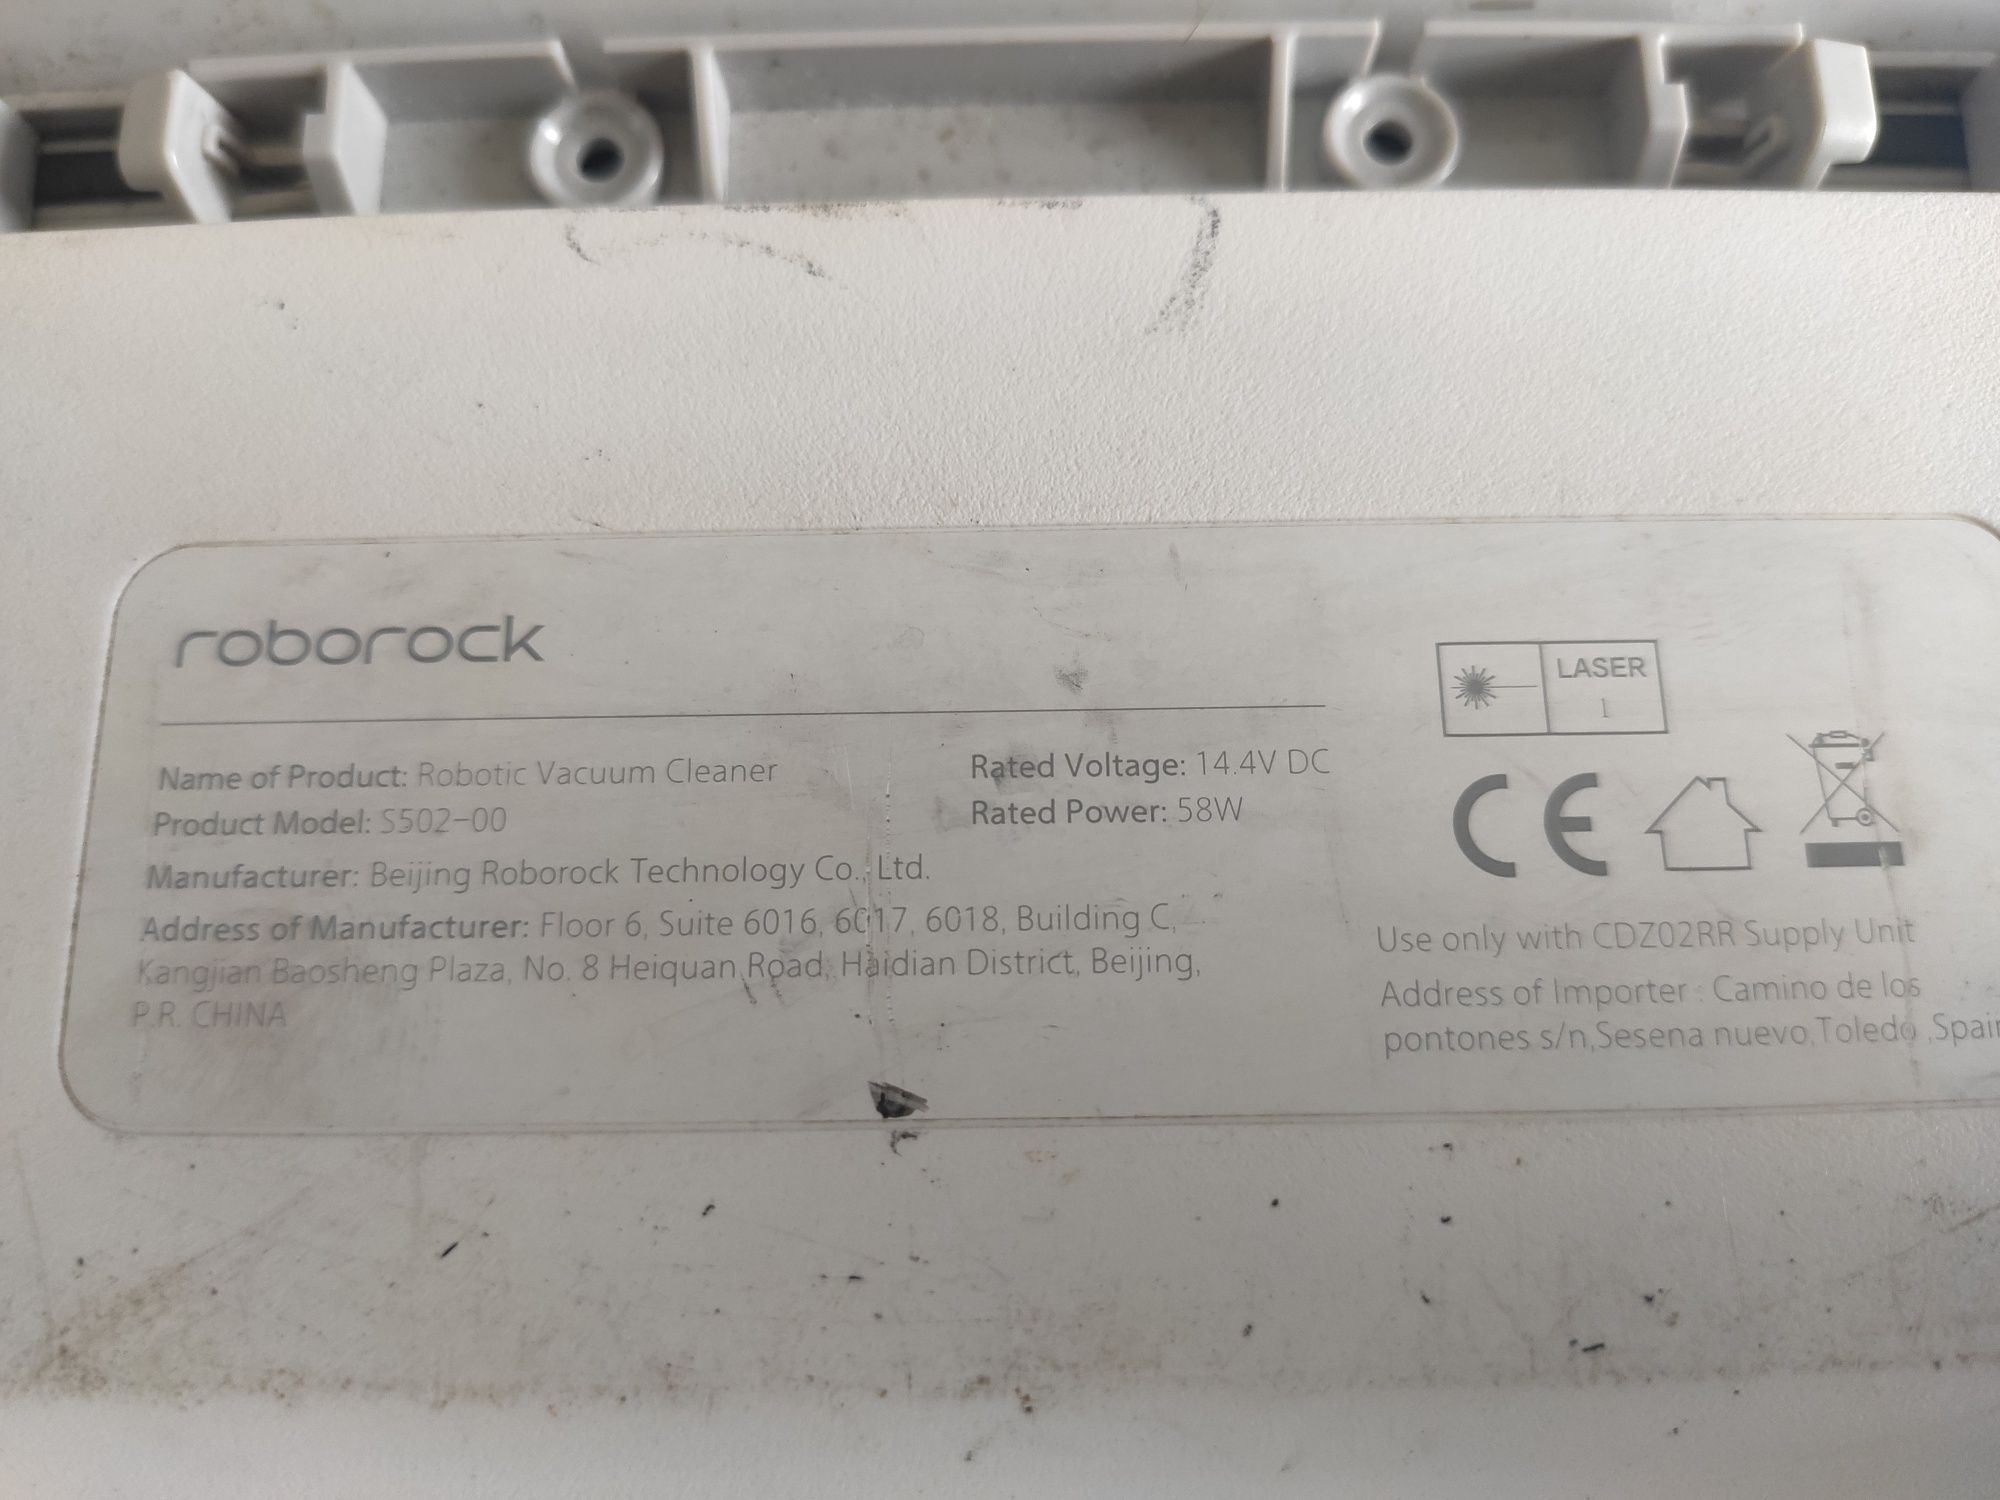 roborock
Name of Product: Robotic Vacuum Cleaner
Product Model: S502-00
Rated Voltage: 14.4V DC
Rated Power: 58W
Manufacturer: Beijing Roborock Technology Co., Ltd.
Address of Manufacturer: Floor 6, Suite 6016, 6017, 6018, Building C,
Kangjian Baosheng Plaza, No. 8 Heiquan Road, Haidian District, Beijing,
P.R. CHINA
LASER
1
CE
Use only with CDZ02RR Supply Unit
Address of Importer : Camino de los
pontones s/n,Sesena nuevo,Toledo ,Spain